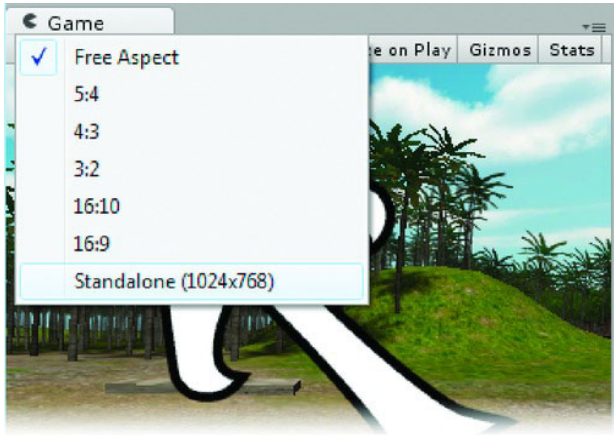 Game
Free Aspect
5:4
4:3
3:2
16:10
16:9
Standalone (1024x768)
on Play
Gizmos
Stats